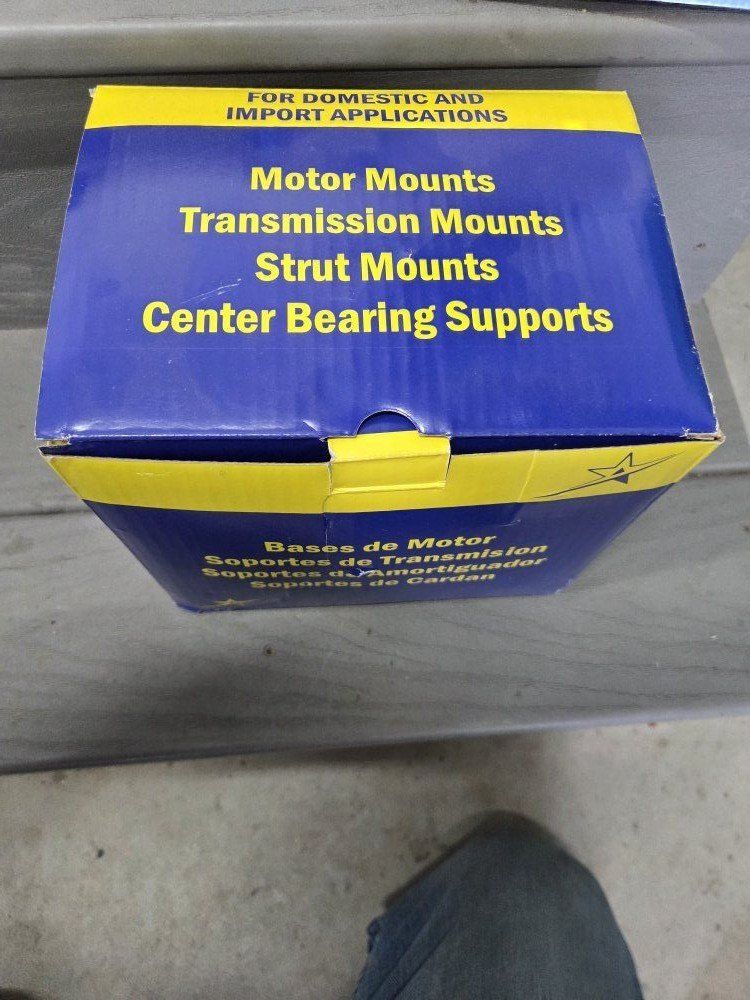 FOR DOMESTIC AND
IMPORT APPLICATIONS
Motor Mounts
Transmission Mounts
Strut Mounts
Center Bearing Supports
Bases de Motor
Soportes de Transmision
Soportes de Amortiguador
Soportes de Cardan